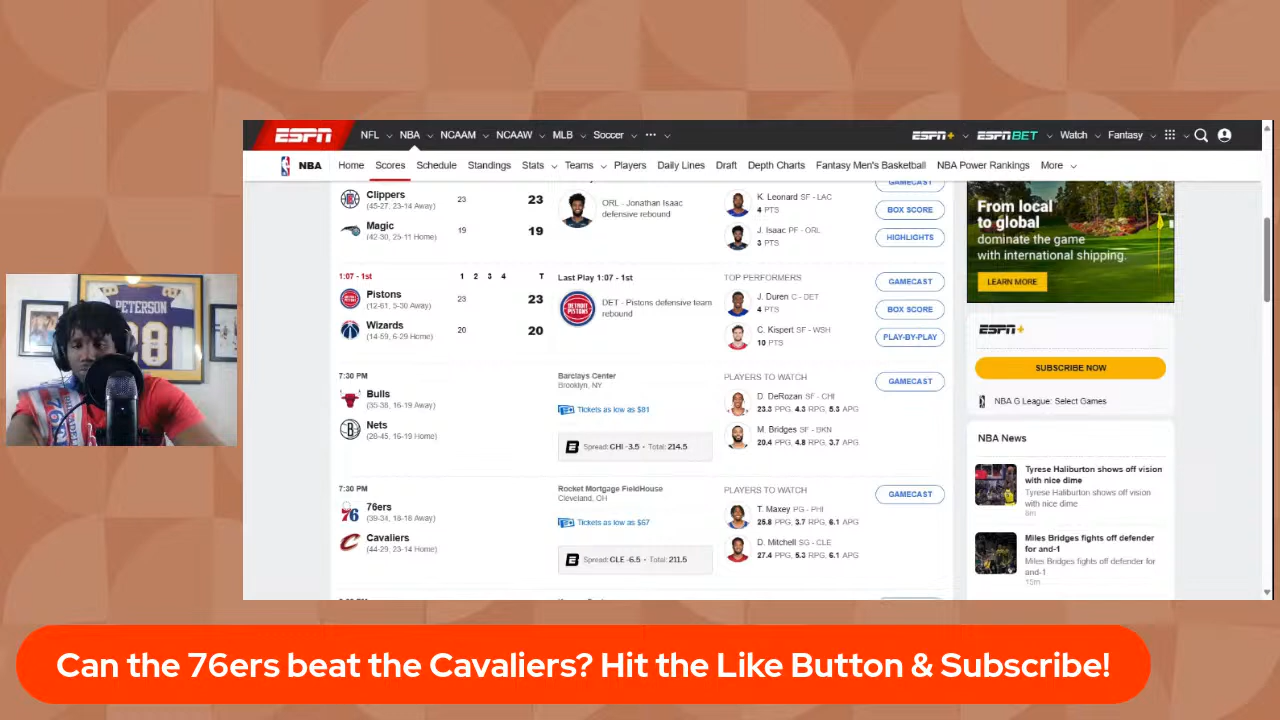 ESPN NFL NBA NCAAM NCAAW MLB Soccer ... ESPN+ ESPN BET Watch Fantasy
NBA Home Scores Schedule Standings Stats Teams Players Daily Lines Draft Depth Charts Fantasy Men's Basketball NBA Power Rankings More
Clippers 23 23
(45-27, 23-14 Away)
Magic 19 19
(42-30, 25-11 Home)
ORL - Jonathan Isaac
defensive rebound
K. Leonard SF - LAC
4 PTS
J. Isaac PF - ORL
3 PTS
GAMECAST
BOX SCORE
HIGHLIGHTS
1:07 - 1st 1 2 3 4 T
Pistons 23 23
(12-61, 5-30 Away)
Wizards 20 20
(14-59, 6-29 Home)
Last Play 1:07 - 1st
DET - Pistons defensive team
rebound
TOP PERFORMERS
J. Duren C - DET
4 PTS
C. Kispert SF - WSH
10 PTS
GAMECAST
BOX SCORE
PLAY-BY-PLAY
7:30 PM
Bulls
(35-38, 16-19 Away)
Nets
(28-45, 16-19 Home)
Barclays Center
Brooklyn, NY
Tickets as low as $81
Spread: CHI -3.5 • Total: 214.5
PLAYERS TO WATCH
D. DeRozan SF - CHI
23.3 PPG, 4.3 RPG, 5.3 APG
M. Bridges SF - BKN
20.4 PPG, 4.8 RPG, 3.7 APG
GAMECAST
7:30 PM
76ers
(39-34, 18-18 Away)
Cavaliers
(44-29, 23-14 Home)
Rocket Mortgage FieldHouse
Cleveland, OH
Tickets as low as $67
Spread: CLE -6.5 • Total: 211.5
PLAYERS TO WATCH
T. Maxey PG - PHI
25.8 PPG, 3.7 RPG, 6.1 APG
D. Mitchell SG - CLE
27.4 PPG, 5.3 RPG, 6.1 APG
GAMECAST
From local
to global
dominate the game
with international shipping.
LEARN MORE
ESPN+
SUBSCRIBE NOW
NBA G League: Select Games
NBA News
Tyrese Haliburton shows off vision
with nice dime
Tyrese Haliburton shows off vision
with nice dime
Miles Bridges fights off defender
for and-1
Miles Bridges fights off defender for
and-1
15m
PETERSON
28
Can the 76ers beat the Cavaliers? Hit the Like Button & Subscribe!